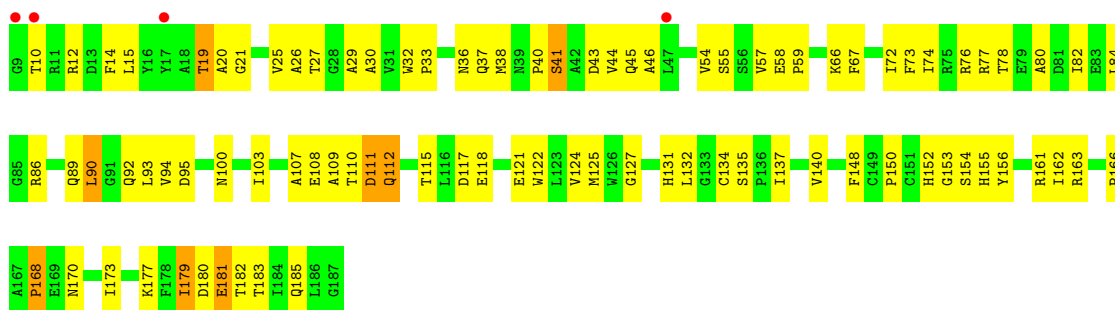 G9 T10 R11 R12 D13 F14 L15 Y16 Y17 A18 T19 A20 G21 V25 A26 T27 G28 A29 A30 V31 W32 P33 N36 Q37 M38 N39 P40 S41 A42 D43 V44 Q45 A46 L47 V54 S55 S56 V57 E58 P59 K66 F67 I72 F73 I74 R75 R76 R77 T78 E79 A80 D81 I82 E83 L84
G85 R86 Q89 L90 G91 Q92 L93 V94 D95 N100 I103 A107 E108 A109 T110 D111 Q112 T115 L116 D117 E118 E121 W122 L123 V124 M125 W126 G127 H131 L132 G133 C134 S135 P136 I137 V140 F148 C149 P150 C151 H152 G153 S154 H155 Y156 R161 I162 R163
A167 P168 E169 N170 I173 K177 F178 I179 D180 E181 T182 T183 I184 Q185 L186 G187